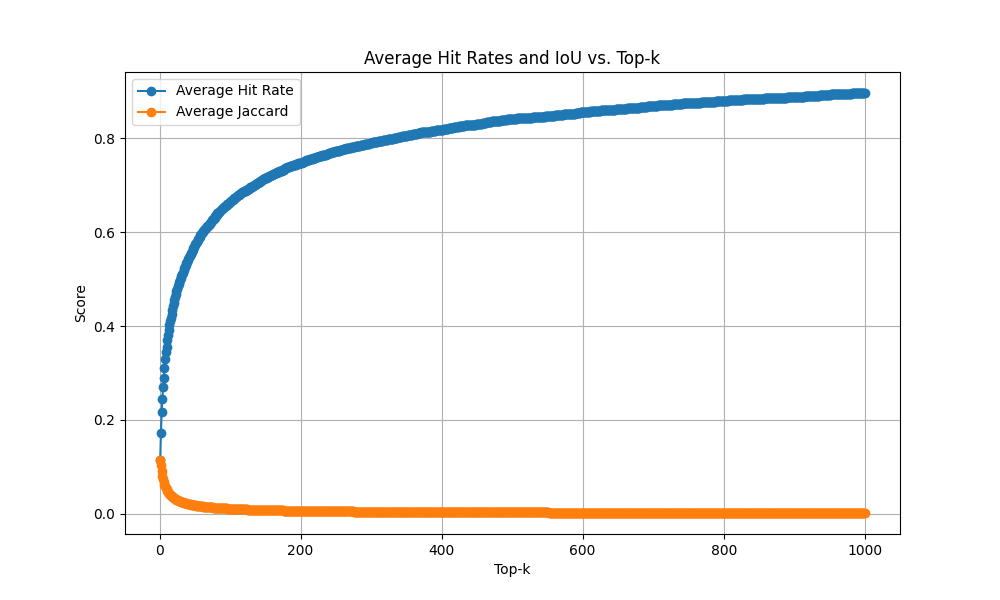 Average Hit Rates and IoU vs. Top-k
Average Hit Rate
Average Jaccard
Score
0.8
0.6
0.4
0.2
0.0
0
200
400
600
800
1000
Top-k